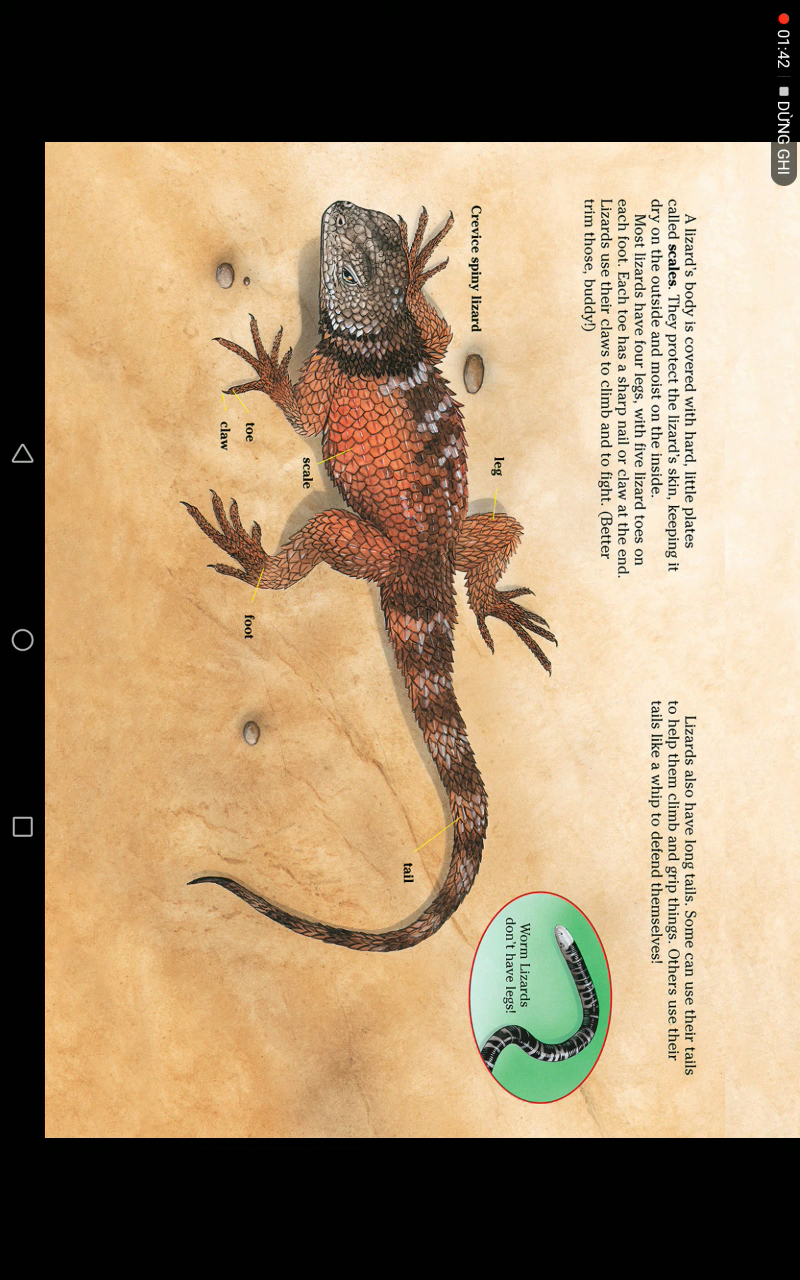 01:42 DỪNG GHI
A lizard's body is covered with hard, little plates
called scales. They protect the lizard's skin, keeping it
dry on the outside and moist on the inside.
Most lizards have four legs, with five lizard toes on
each foot. Each toe has a sharp nail or claw at the end.
Lizards use their claws to climb and to fight. (Better
trim those, buddy!)
Lizards also have long tails. Some can use their tails
to help them climb and grip things. Others use their
tails like a whip to defend themselves!
Crevice spiny lizard
leg
scale
toe
claw
foot
tail
Worm Lizards
don't have legs!